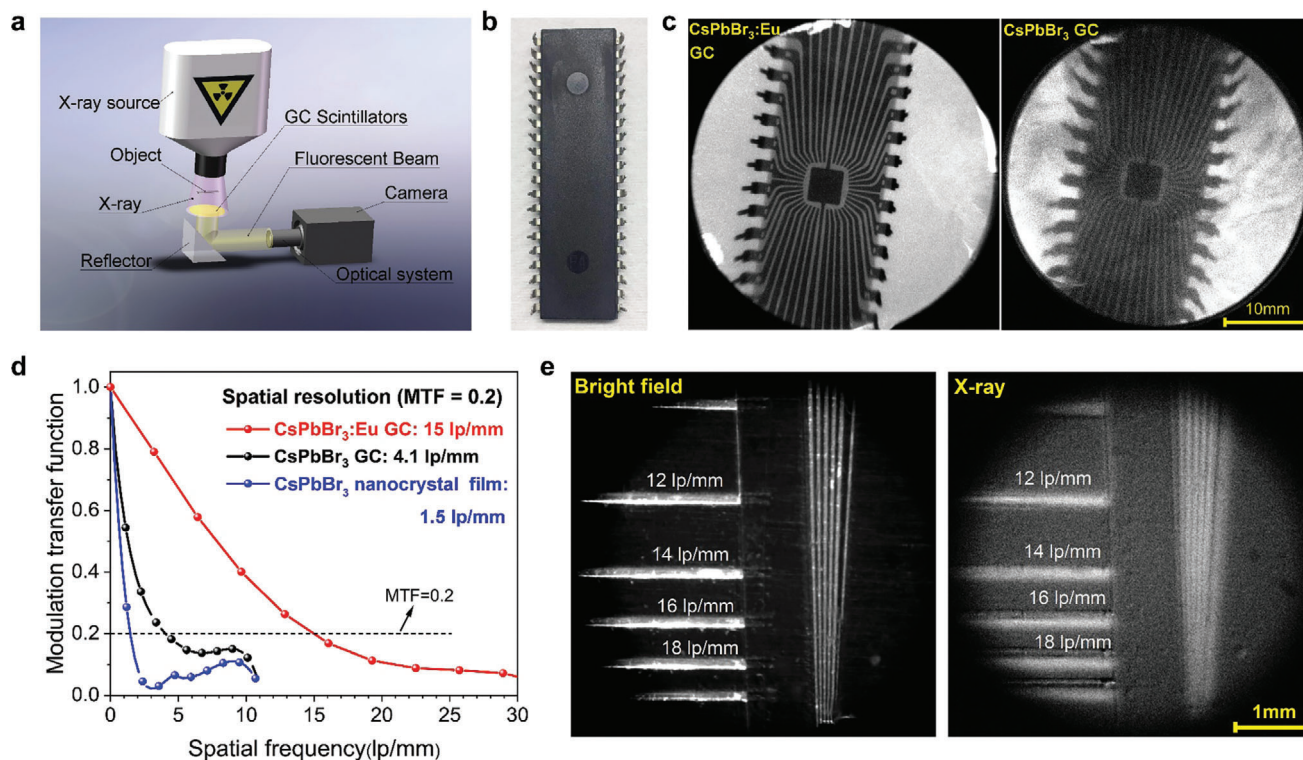 a
X-ray source
GC Scintillators
Object
Fluorescent Beam
X-ray
Camera
Reflector
Optical system
b
c
CsPbBr₃:Eu
GC
CsPbBr₃ GC
10mm
d
Modulation transfer function
1.0
0.8
0.6
0.4
0.2
0.0
Spatial resolution (MTF = 0.2)
CsPbBr₃:Eu GC: 15 lp/mm
CsPbBr₃ GC: 4.1 lp/mm
CsPbBr₃ nanocrystal film:
1.5 lp/mm
MTF=0.2
0 5 10 15 20 25 30
Spatial frequency(lp/mm)
e
Bright field
12 lp/mm
14 lp/mm
16 lp/mm
18 lp/mm
X-ray
12 lp/mm
14 lp/mm
16 lp/mm
18 lp/mm
1mm